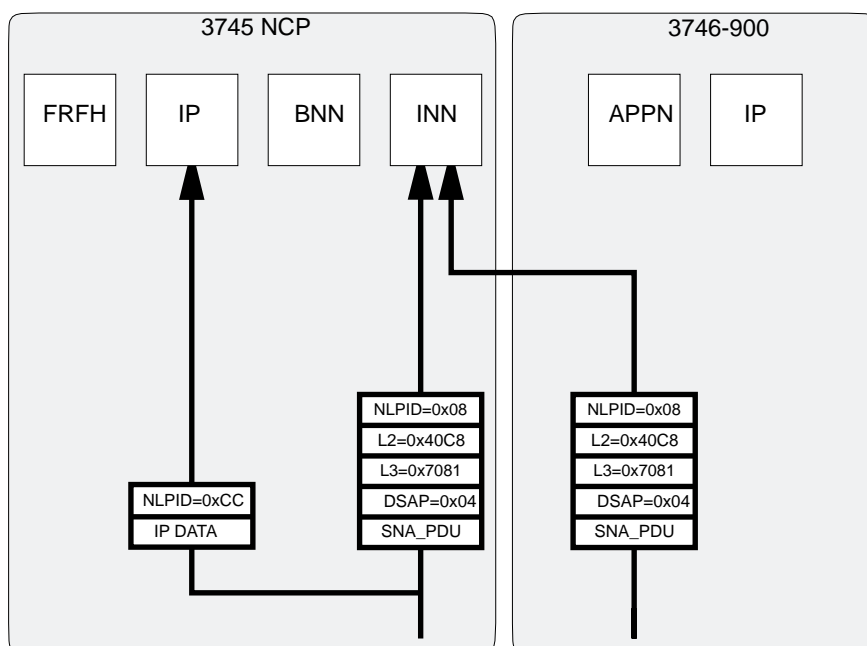 3745 NCP
3746-900
FRFH
IP
BNN
INN
APPN
IP
NLPID=0x08
L2=0x40C8
L3=0x7081
DSAP=0x04
SNA_PDU
NLPID=0xCC
IP DATA
NLPID=0x08
L2=0x40C8
L3=0x7081
DSAP=0x04
SNA_PDU